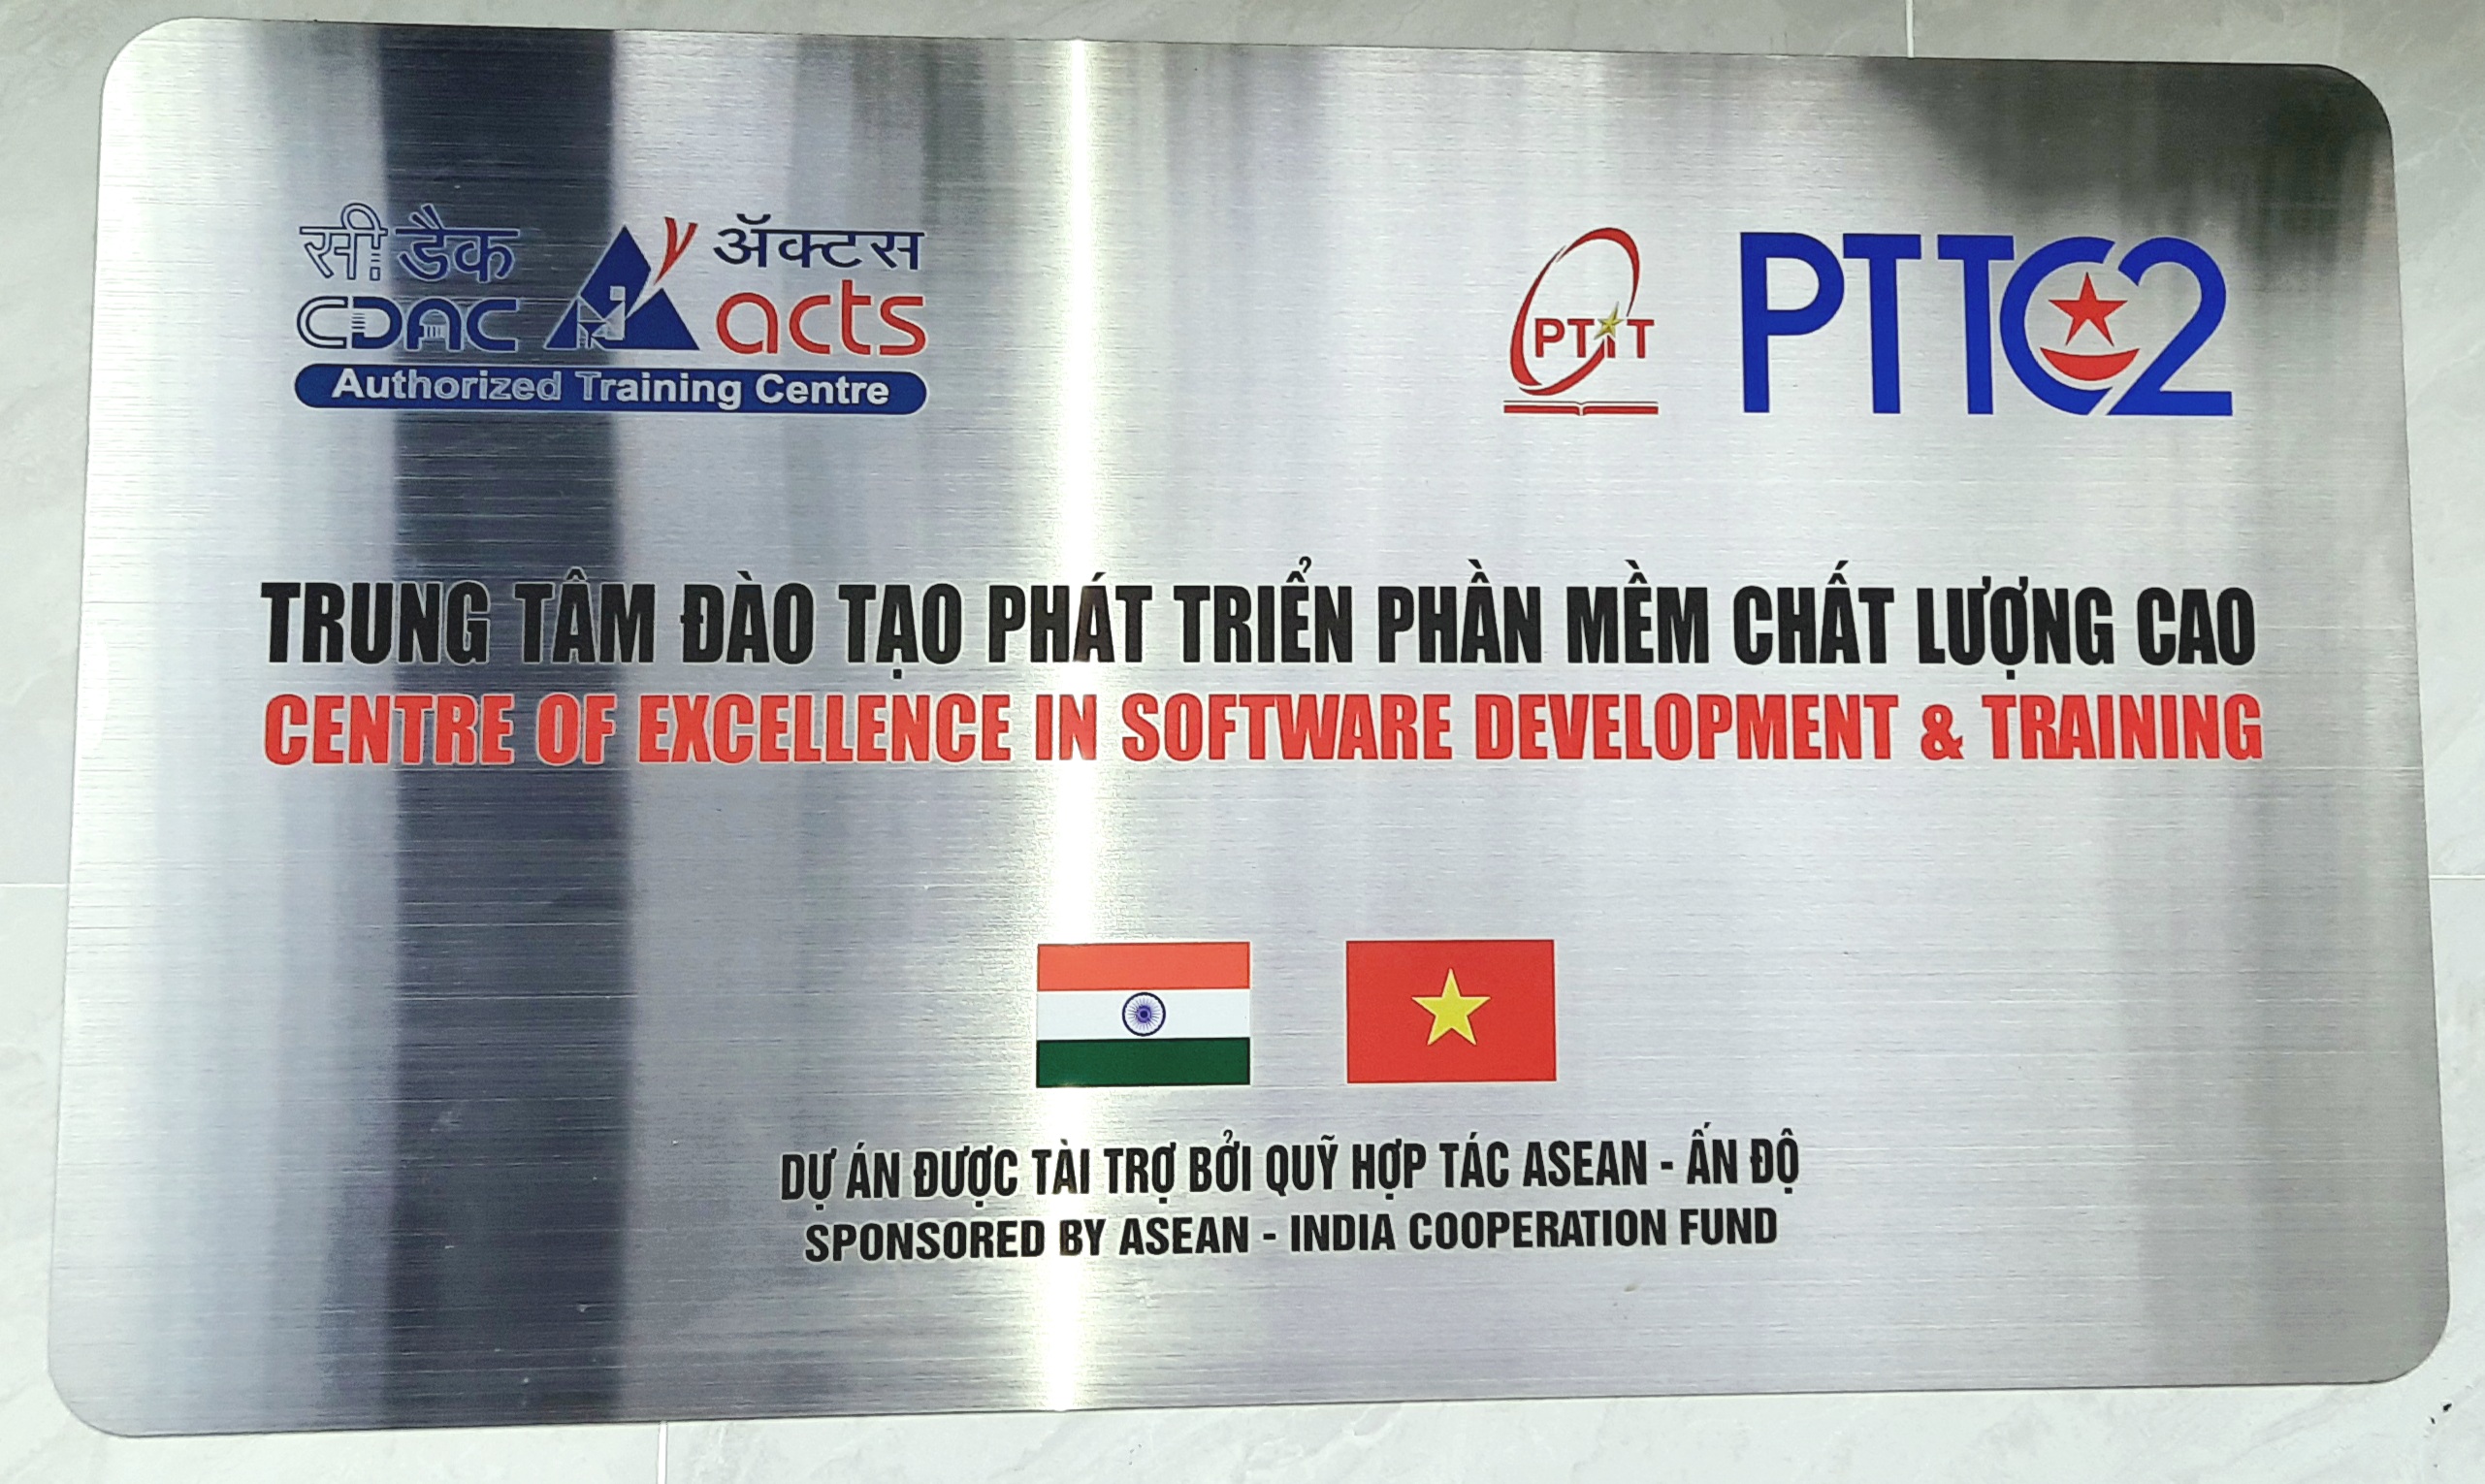 सी डैक ॲक्टस
CDAC acts
Authorized Training Centre
PTIT PTTC2
TRUNG TÂM ĐÀO TẠO PHÁT TRIỂN PHẦN MỀM CHẤT LƯỢNG CAO
CENTRE OF EXCELLENCE IN SOFTWARE DEVELOPMENT & TRAINING
DỰ ÁN ĐƯỢC TÀI TRỢ BỞI QUỸ HỢP TÁC ASEAN - ẤN ĐỘ
SPONSORED BY ASEAN - INDIA COOPERATION FUND